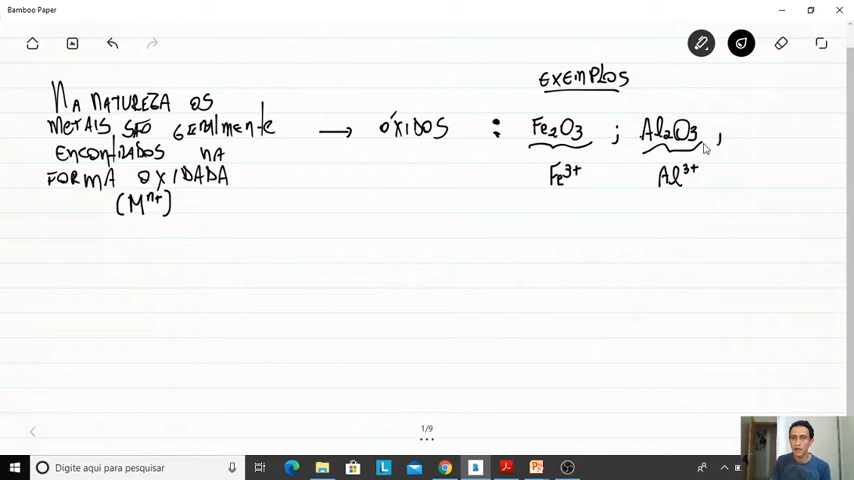 Bamboo Paper
EXEMPLOS
NA NATUREZA OS
METAIS SÃO GERALMENTE → ÓXIDOS : Fe2O3 ; Al2O3 ,
ENCONTRADOS NA
FORMA OXIDADA Fe3+ Al3+
(Mn+)
1/9
Digite aqui para pesquisar